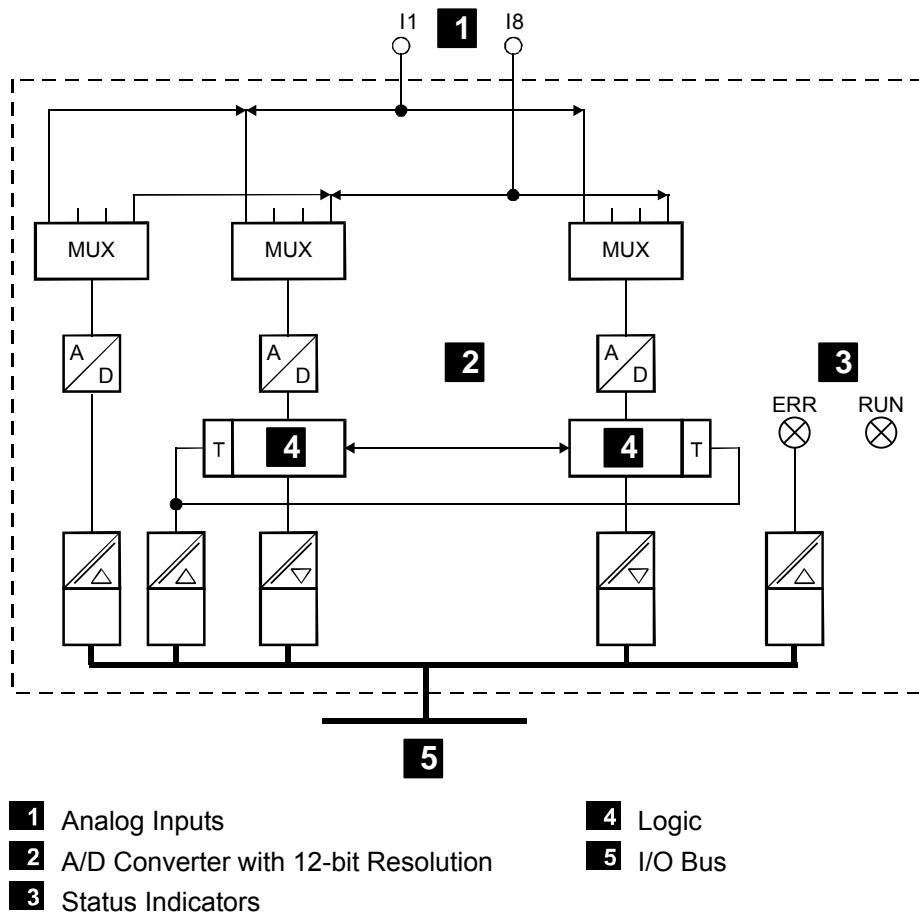 I1 1 I8
MUX MUX MUX
A D A D 2 A D 3
ERR RUN
T 4 4 T
5
1 Analog Inputs
2 A/D Converter with 12-bit Resolution
3 Status Indicators
4 Logic
5 I/O Bus